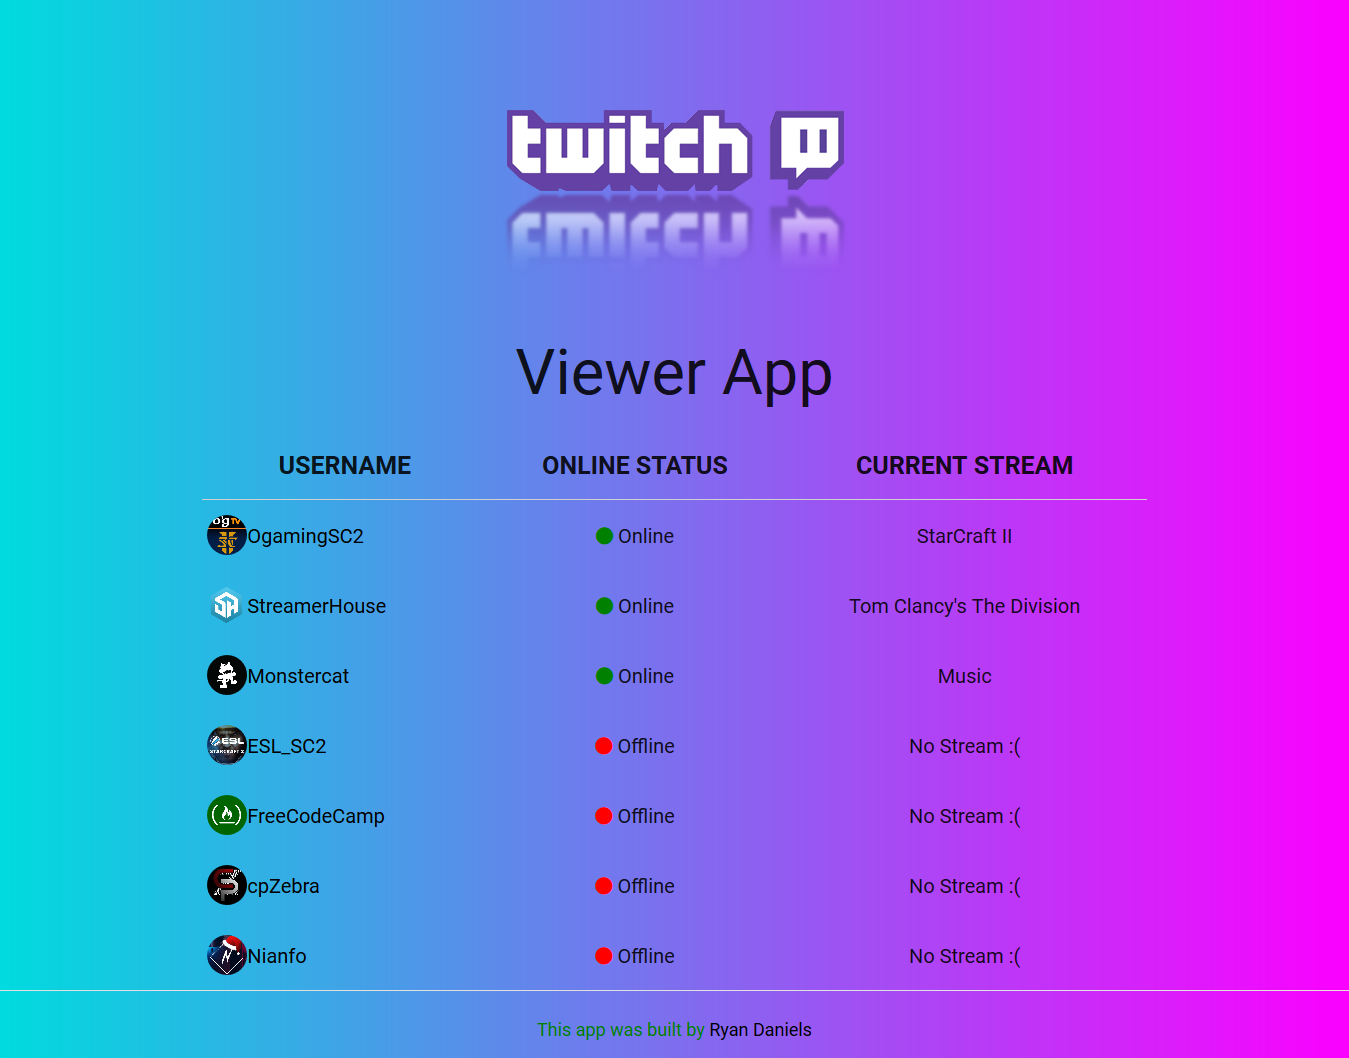 twitch
Viewer App
USERNAME ONLINE STATUS CURRENT STREAM
OgamingSC2 Online StarCraft II
StreamerHouse Online Tom Clancy's The Division
Monstercat Online Music
ESL_SC2 Offline No Stream :(
FreeCodeCamp Offline No Stream :(
cpZebra Offline No Stream :(
Nianfo Offline No Stream :(
This app was built by Ryan Daniels